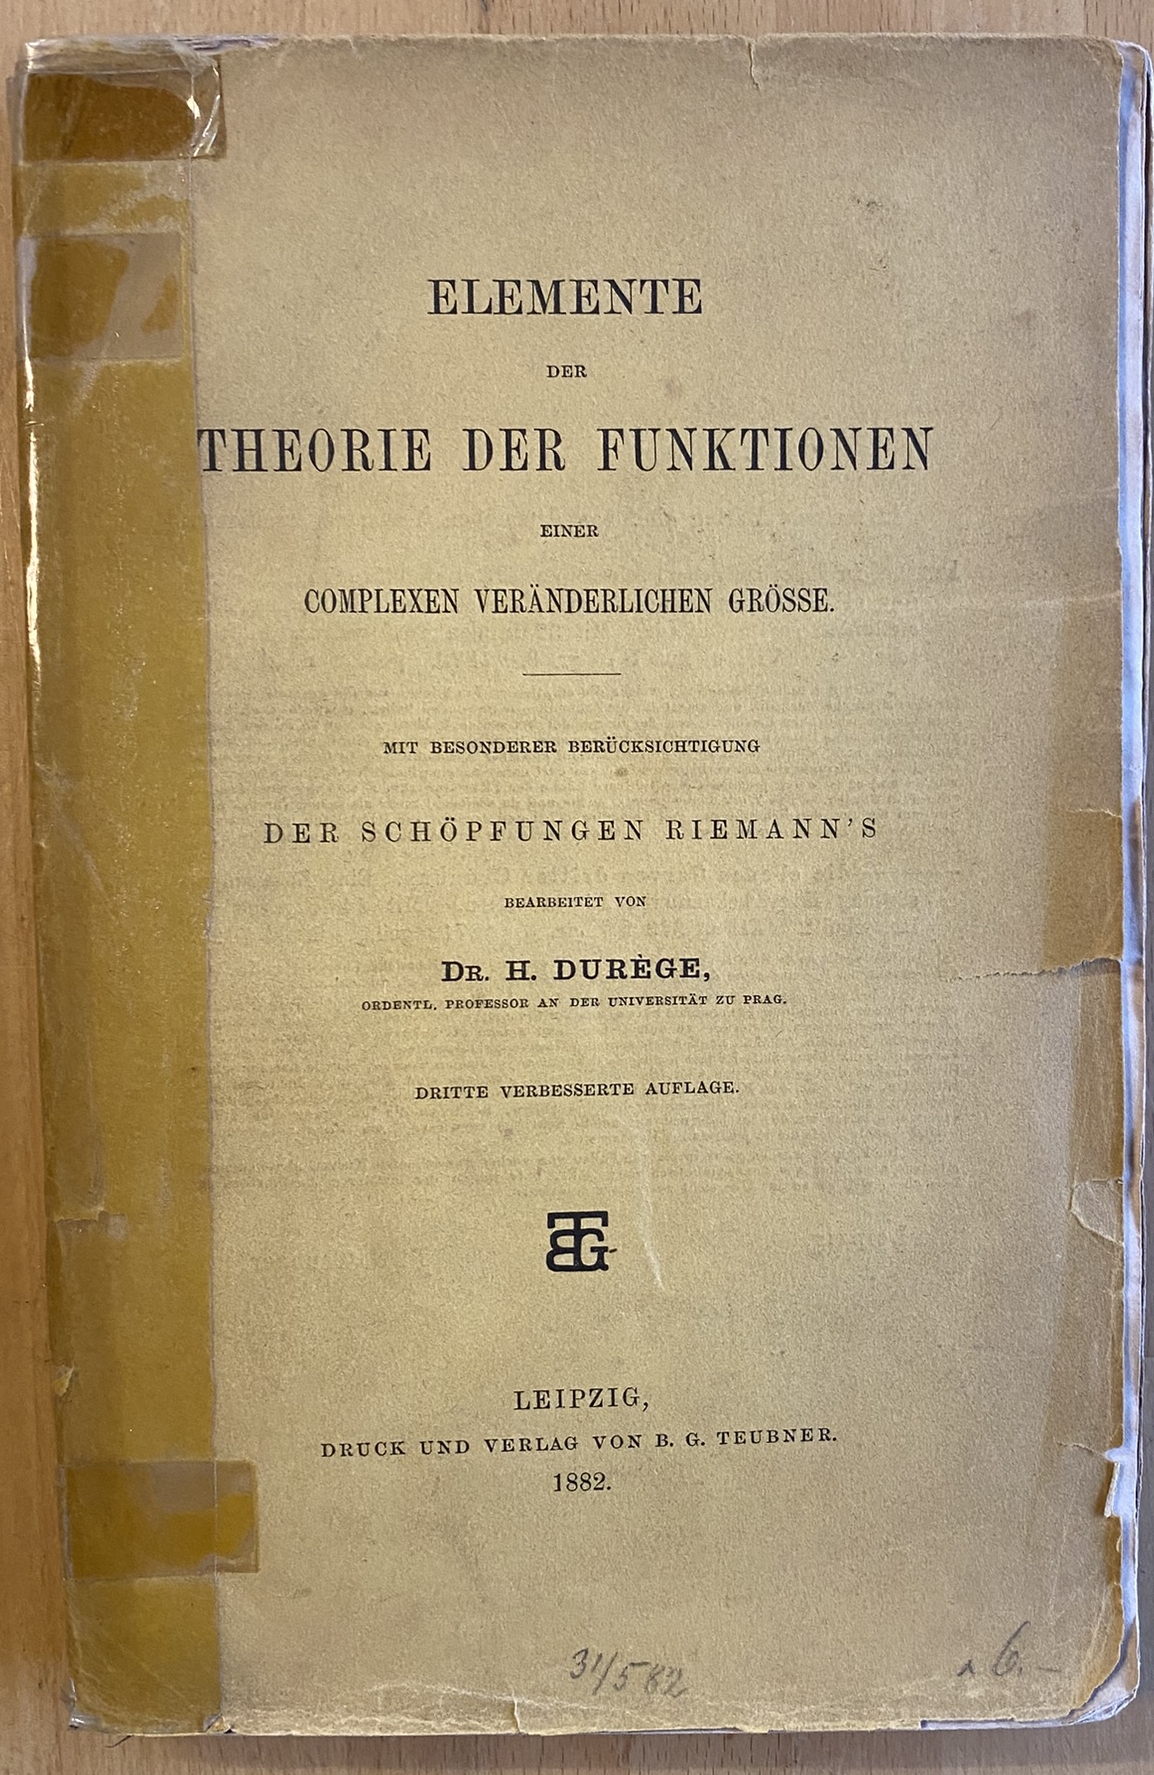 ELEMENTE
DER
THEORIE DER FUNKTIONEN
EINER
COMPLEXEN VERÄNDERLICHEN GRÖSSE.
MIT BESONDERER BERÜCKSICHTIGUNG
DER SCHÖPFUNGEN RIEMANN'S
BEARBEITET VON
DR. H. DURÈGE,
ORDENTL. PROFESSOR AN DER UNIVERSITÄT ZU PRAG.
DRITTE VERBESSERTE AUFLAGE.
BTG
LEIPZIG,
DRUCK UND VERLAG VON B. G. TEUBNER.
1882.
31/5 82
6.–